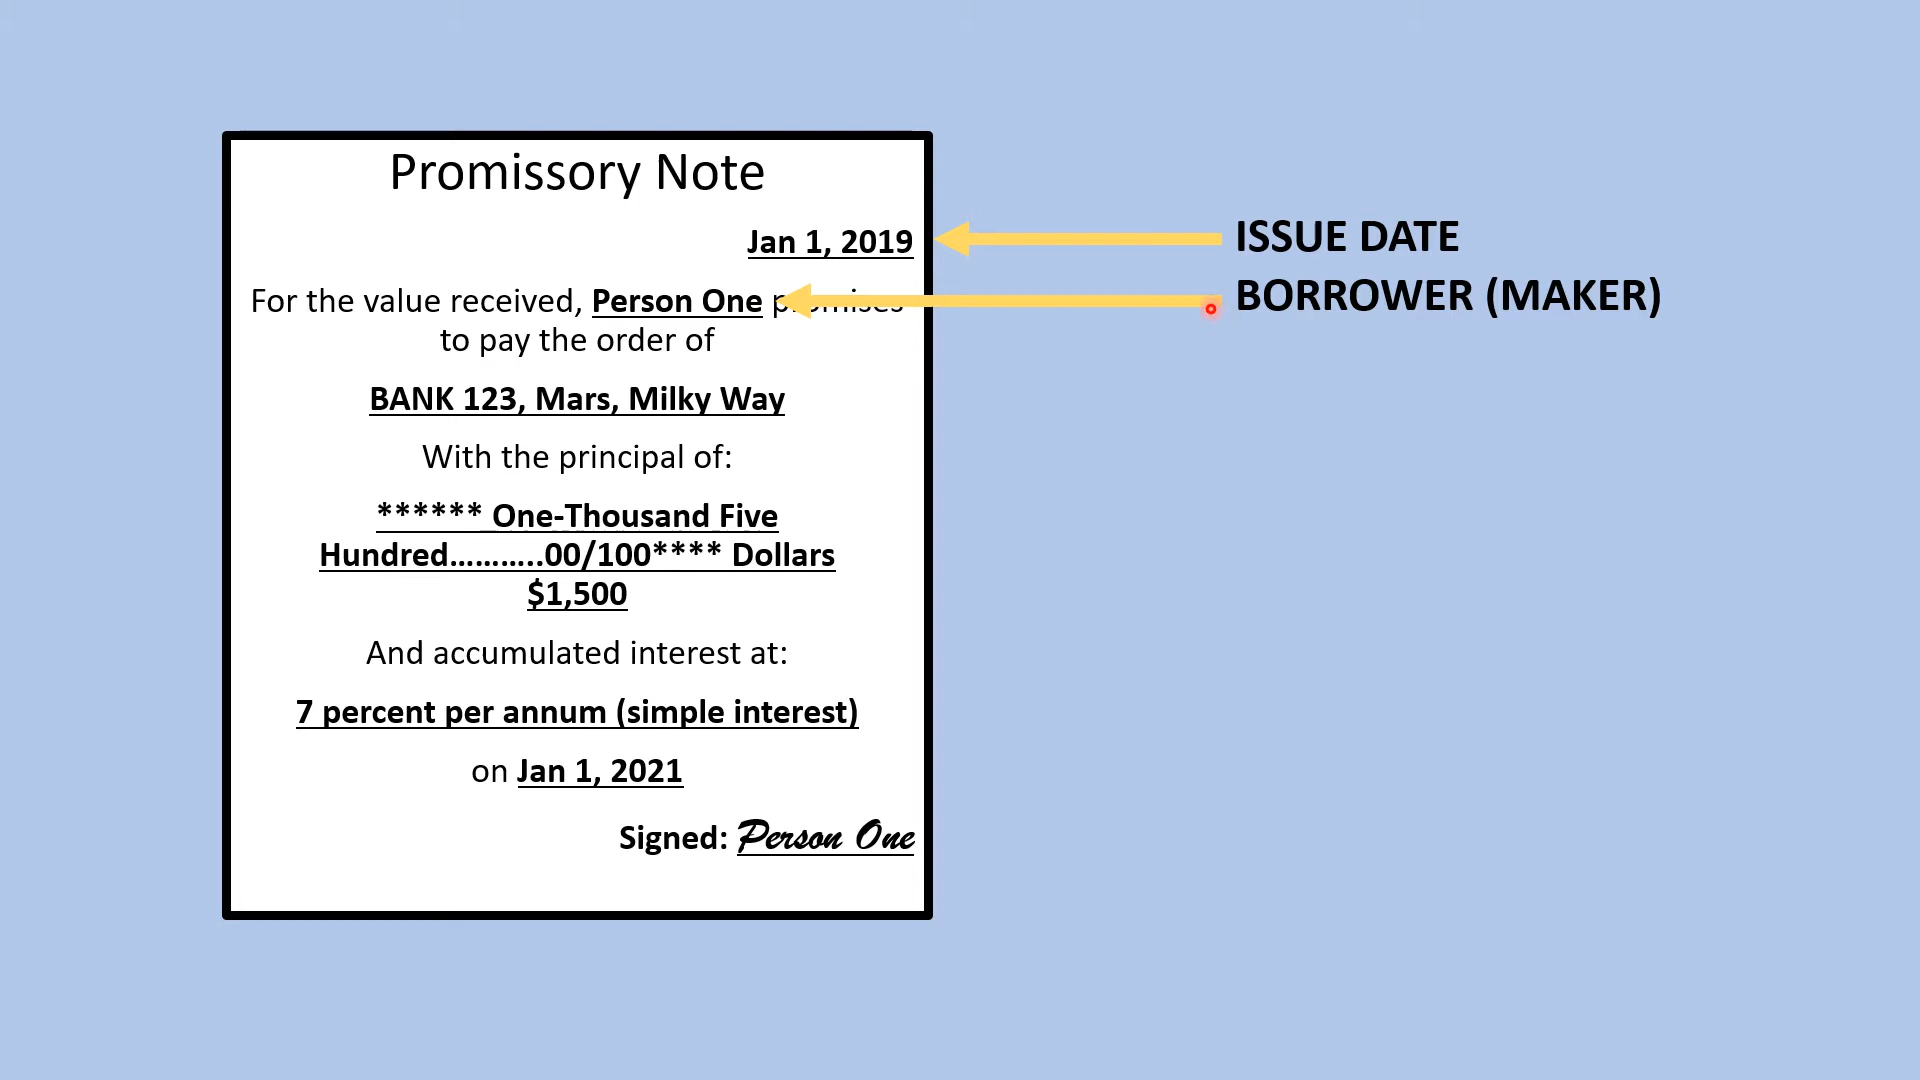 Promissory Note
Jan 1, 2019
ISSUE DATE
For the value received, Person One promises
BORROWER (MAKER)
to pay the order of
BANK 123, Mars, Milky Way
With the principal of:
****** One-Thousand Five
Hundred………..00/100**** Dollars
$1,500
And accumulated interest at:
7 percent per annum (simple interest)
on Jan 1, 2021
Signed: Person One